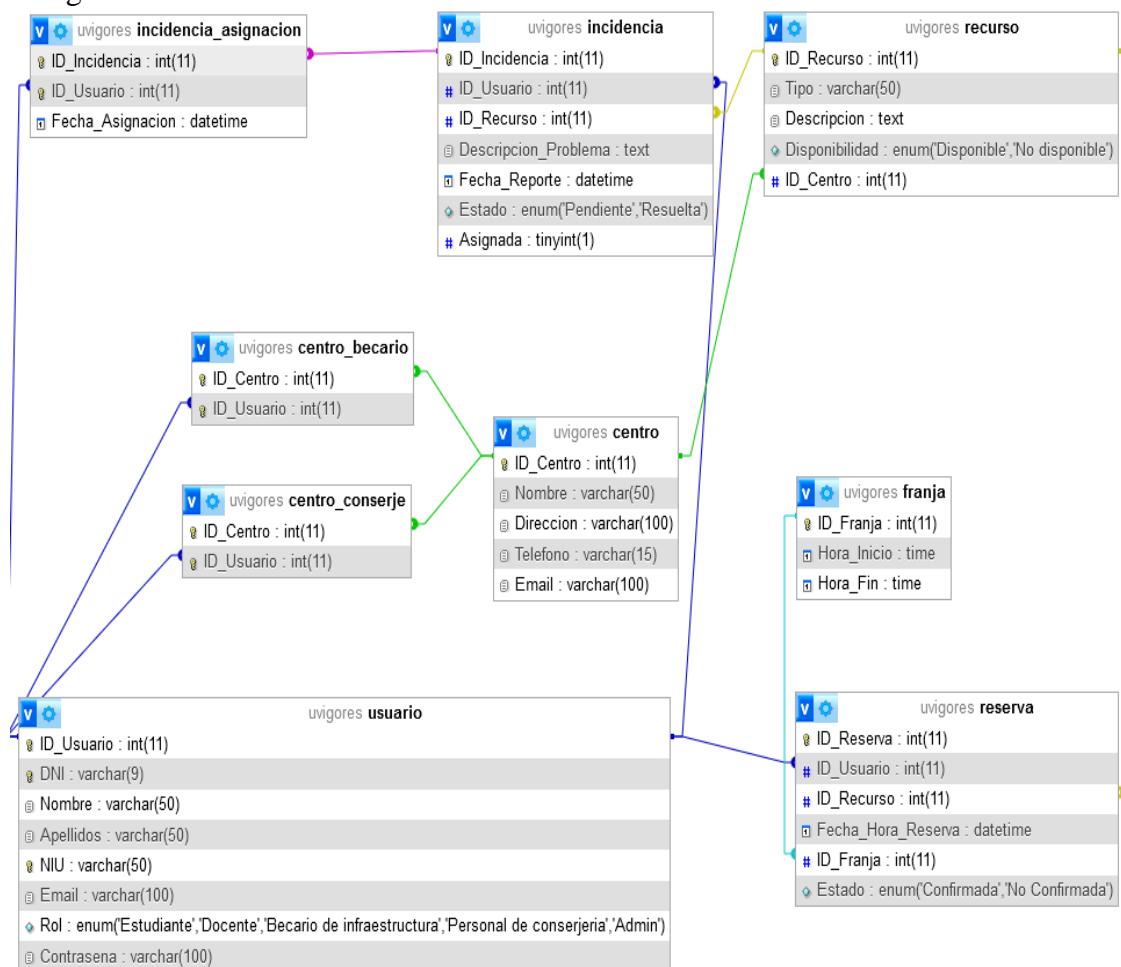 v uvigores incidencia_asignacion
ID_Incidencia : int(11)
ID_Usuario : int(11)
Fecha_Asignacion : datetime
v uvigores incidencia
ID_Incidencia : int(11)
# ID_Usuario : int(11)
# ID_Recurso : int(11)
Descripcion_Problema : text
Fecha_Reporte : datetime
Estado : enum('Pendiente','Resuelta')
# Asignada : tinyint(1)
v uvigores recurso
ID_Recurso : int(11)
Tipo : varchar(50)
Descripcion : text
Disponibilidad : enum('Disponible','No disponible')
# ID_Centro : int(11)
v uvigores centro_becario
ID_Centro : int(11)
ID_Usuario : int(11)
v uvigores centro_conserje
ID_Centro : int(11)
ID_Usuario : int(11)
v uvigores centro
ID_Centro : int(11)
Nombre : varchar(50)
Direccion : varchar(100)
Telefono : varchar(15)
Email : varchar(100)
v uvigores franja
ID_Franja : int(11)
Hora_Inicio : time
Hora_Fin : time
v uvigores usuario
ID_Usuario : int(11)
DNI : varchar(9)
Nombre : varchar(50)
Apellidos : varchar(50)
NIU : varchar(50)
Email : varchar(100)
Rol : enum('Estudiante','Docente','Becario de infraestructura','Personal de conserjeria','Admin')
Contrasena : varchar(100)
v uvigores reserva
ID_Reserva : int(11)
# ID_Usuario : int(11)
# ID_Recurso : int(11)
Fecha_Hora_Reserva : datetime
# ID_Franja : int(11)
Estado : enum('Confirmada','No Confirmada')